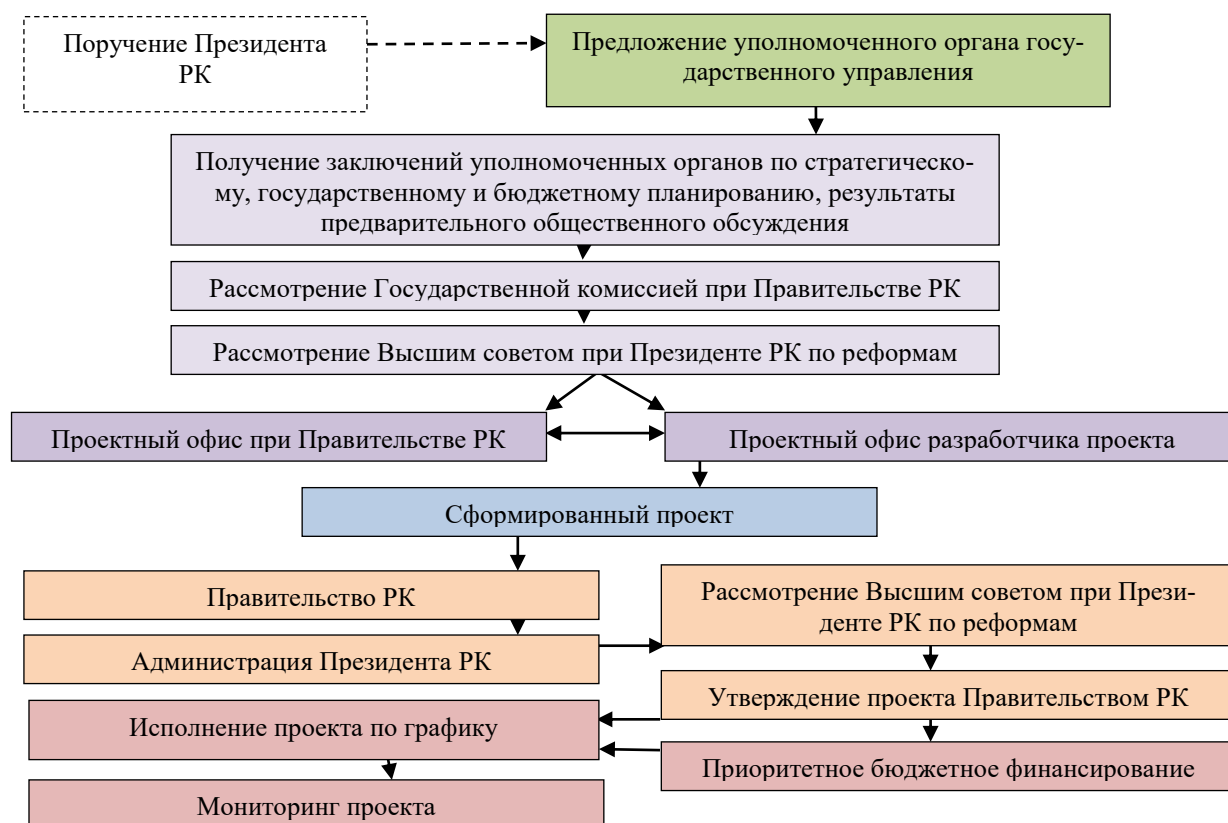 Поручение Президента
РК
Предложение уполномоченного органа госу-
дарственного управления
Получение заключений уполномоченных органов по стратегическо-
му, государственному и бюджетному планированию, результаты
предварительного общественного обсуждения
Рассмотрение Государственной комиссией при Правительстве РК
Рассмотрение Высшим советом при Президенте РК по реформам
Проектный офис при Правительстве РК
Проектный офис разработчика проекта
Сформированный проект
Правительство РК
Администрация Президента РК
Рассмотрение Высшим советом при Прези-
денте РК по реформам
Утверждение проекта Правительством РК
Исполнение проекта по графику
Приоритетное бюджетное финансирование
Мониторинг проекта